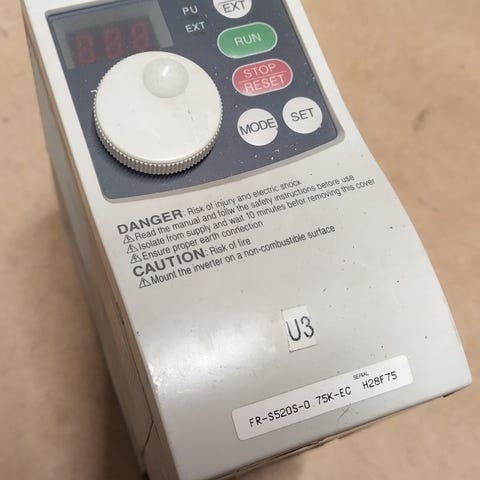 PU
EXT
EXT
RUN
STOP
RESET
MODE
SET
DANGER: Risk of injury and electric shock
Read the manual and follw the safety instructions before use
Isolate from supply and wait 10 minutes befor removing this cover
Ensure proper earth connection
CAUTION: Risk of fire
Mount the inverter on a non-combustible surface
U3
SERIAL
FR-S520S-0.75K-EC H28F75